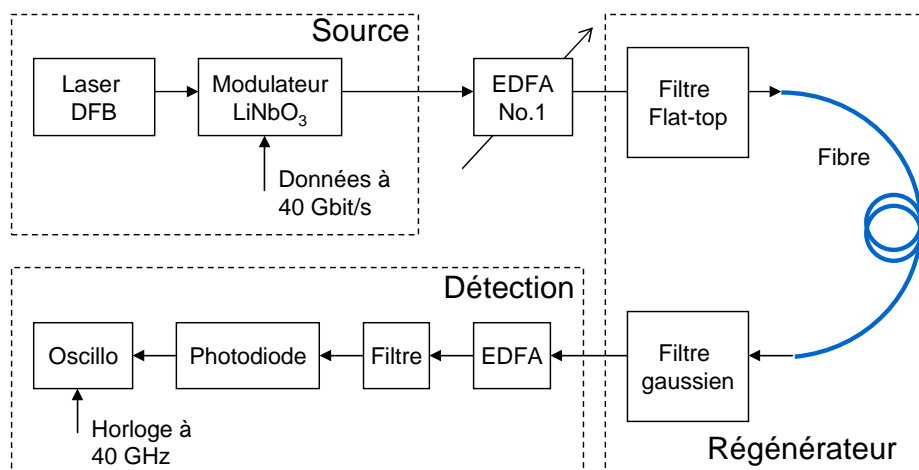 Source
Laser
DFB
Modulateur
LiNbO₃
Données à
40 Gbit/s
EDFA
No.1
Filtre
Flat-top
Fibre
Détection
Oscillo
Photodiode
Filtre
EDFA
Filtre
gaussien
Horloge à
40 GHz
Régénérateur